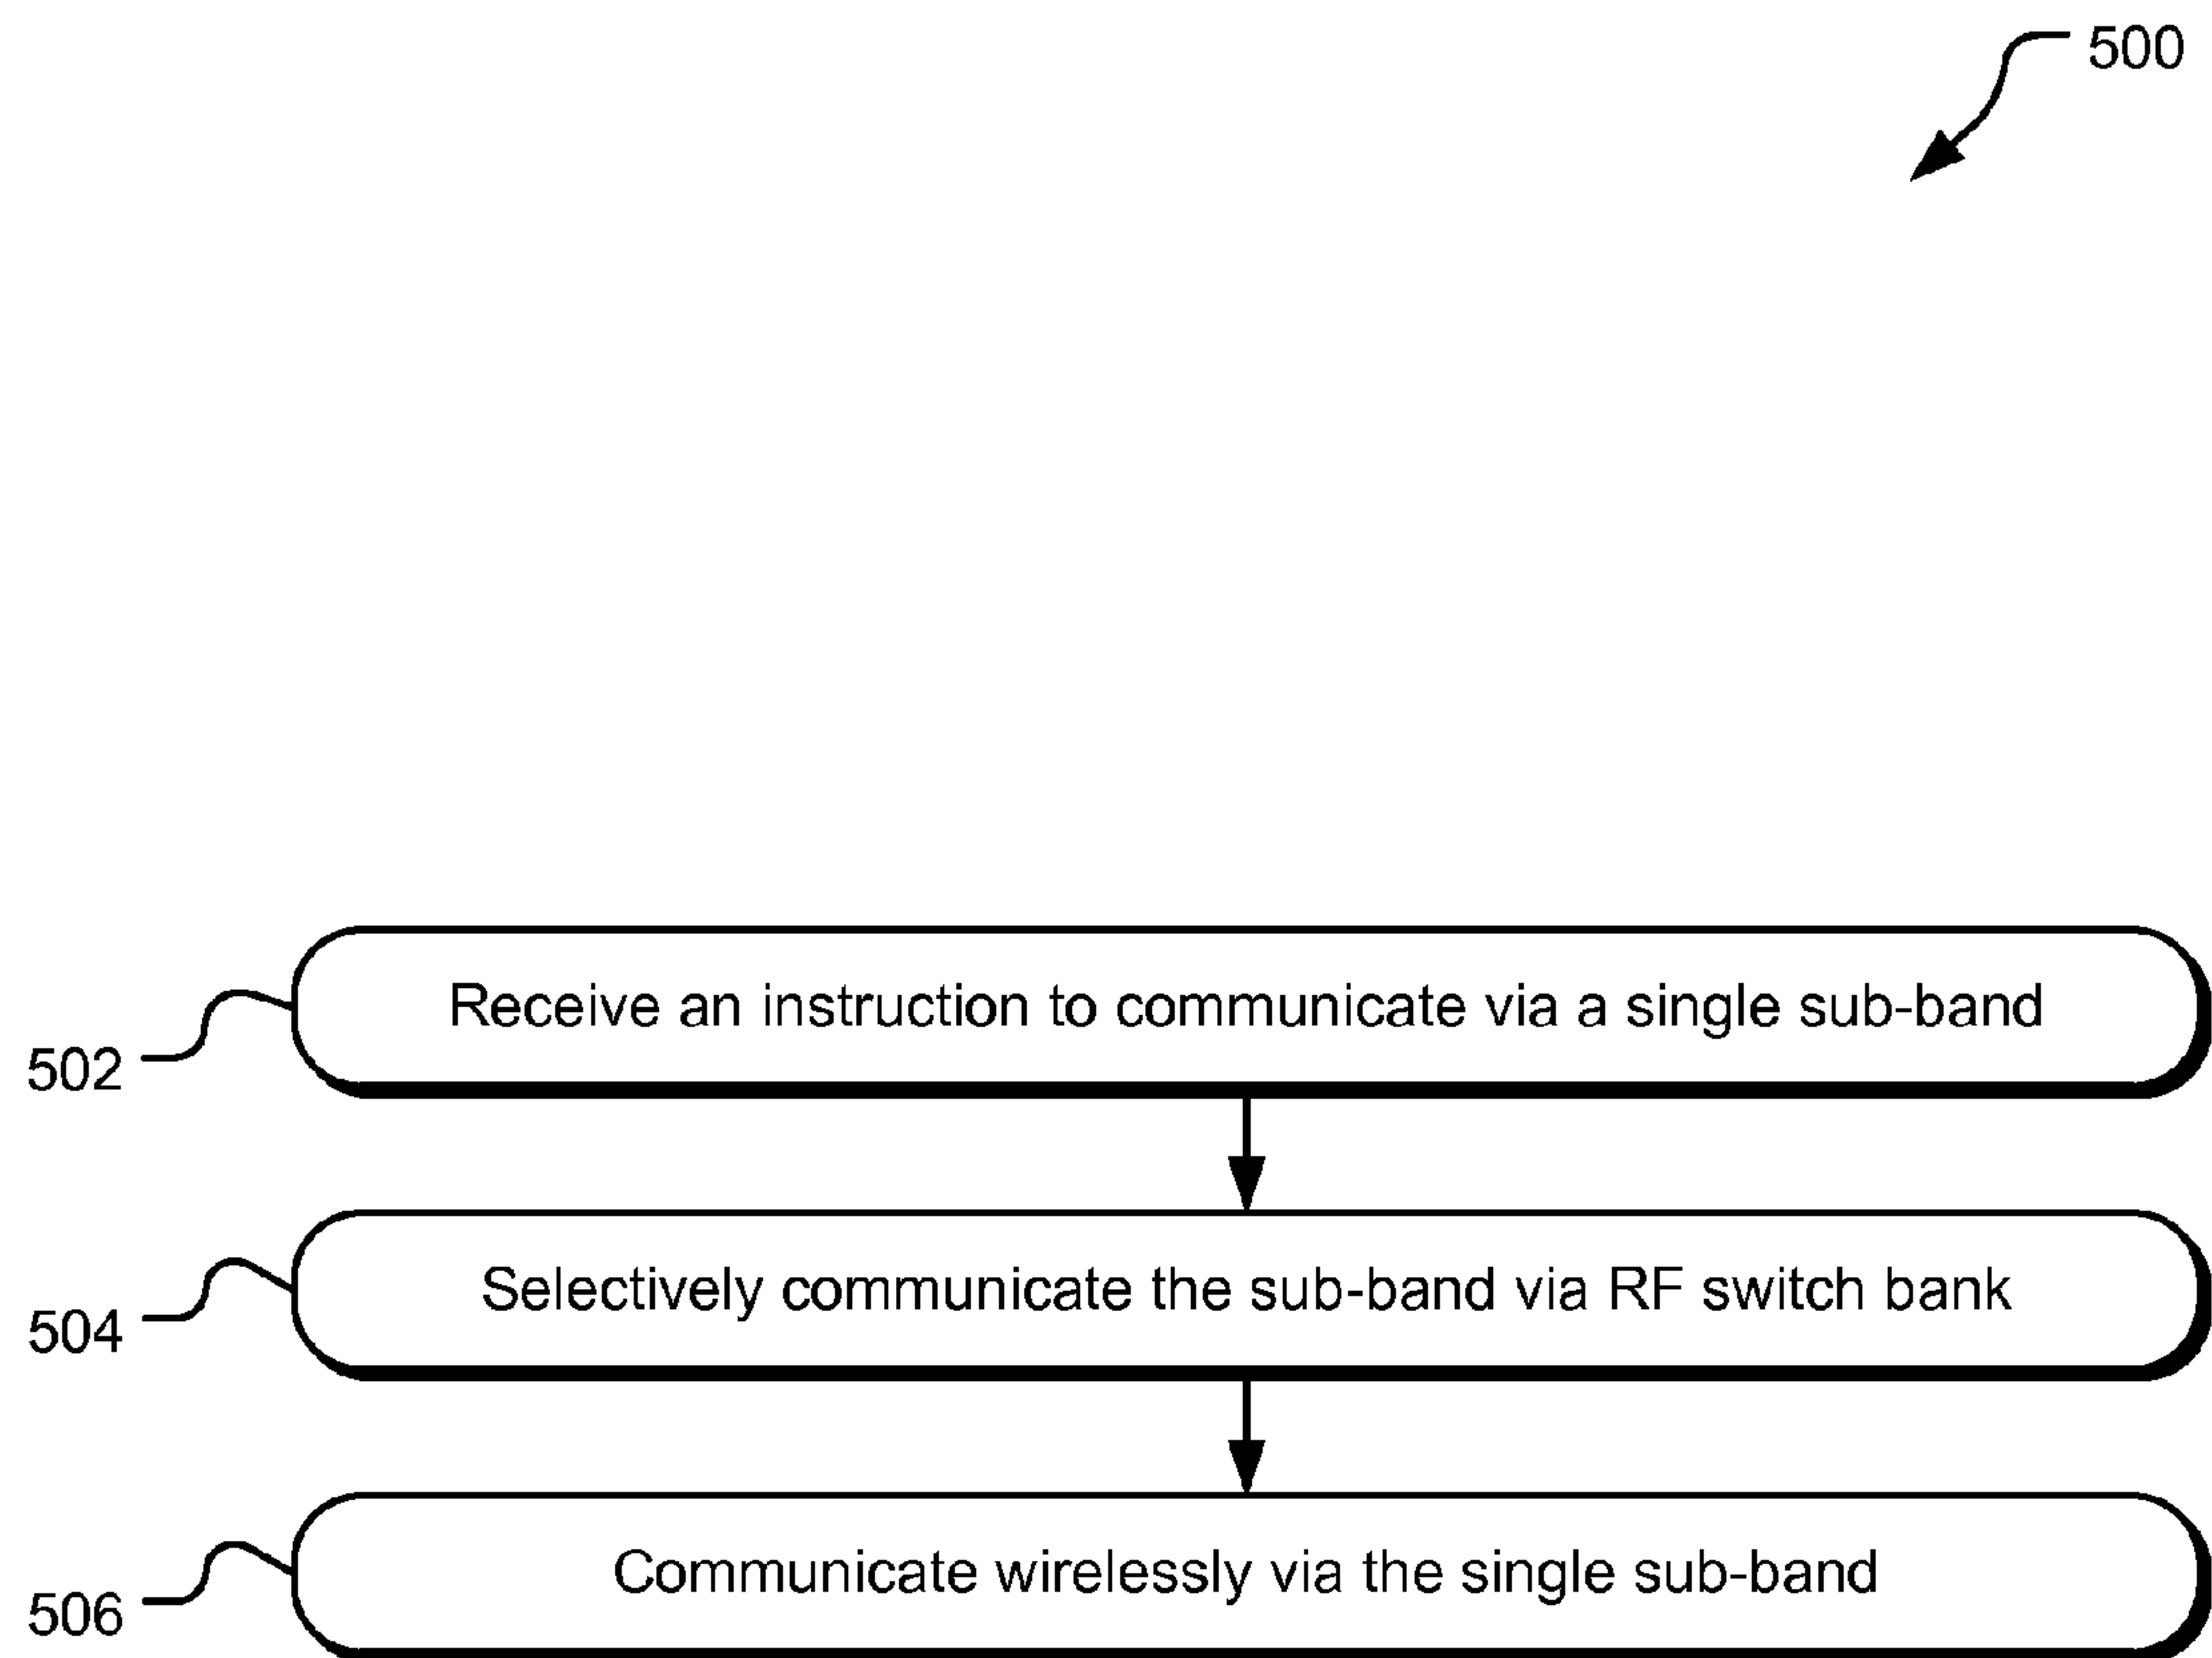 500
Receive an instruction to communicate via a single sub-band
502
Selectively communicate the sub-band via RF switch bank
504
Communicate wirelessly via the single sub-band
506